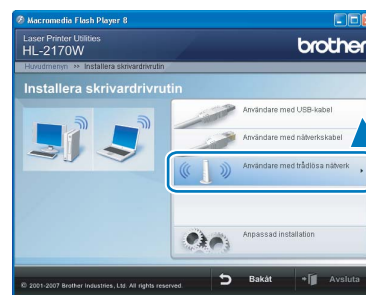 Macromedia Flash Player 8
Laser Printer Utilities
HL-2170W
brother
Huvudmenyn >> Installera skrivardrivrutin
Installera skrivardrivrutin
Användare med USB-kabel
Användare med nätverkskabel
Användare med trådlösa nätverk
Anpassad installation
© 2001-2007 Brother Industries, Ltd. All rights reserved.
Bakåt
Avsluta